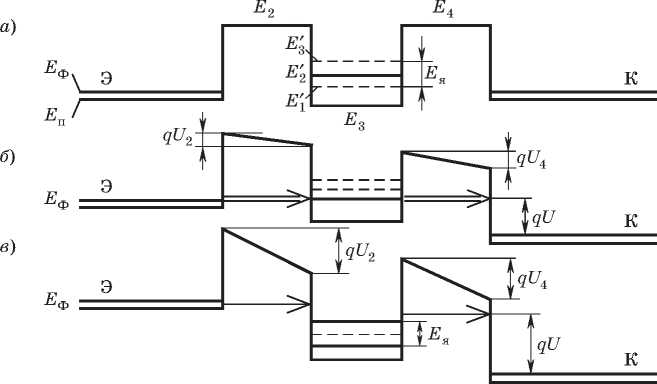 E2 E4
а)
E′3
EФ Э E′2 Eя К
Eп E′1
E3
qU2 qU4
б)
Э
EФ qU
К
в) qU2
qU4
Э
EФ
Eя qU
К